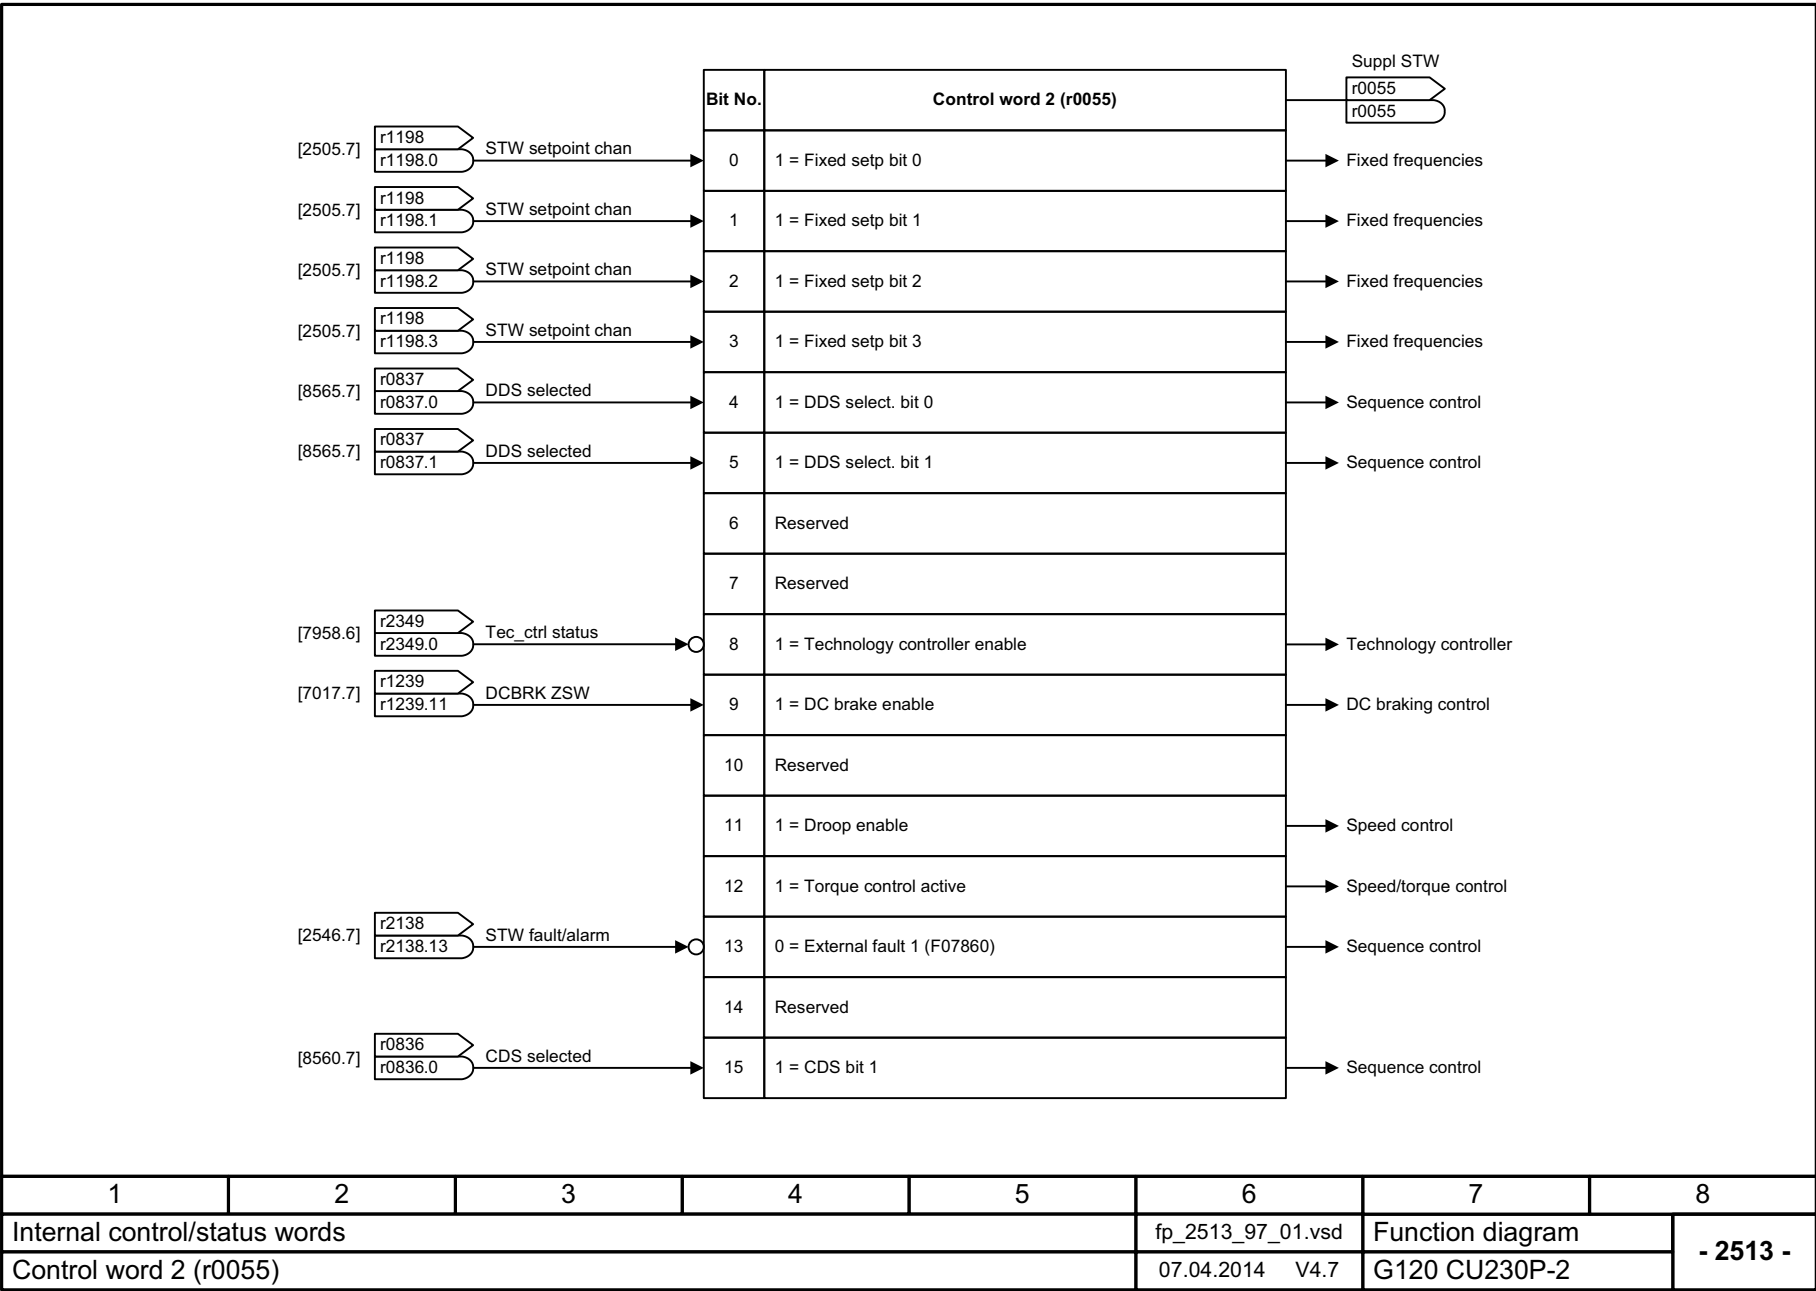 Suppl STW
r0055
r0055
Bit No. Control word 2 (r0055)
[2505.7] r1198 STW setpoint chan
r1198.0 0 1 = Fixed setp bit 0 Fixed frequencies
[2505.7] r1198 STW setpoint chan
r1198.1 1 1 = Fixed setp bit 1 Fixed frequencies
[2505.7] r1198 STW setpoint chan
r1198.2 2 1 = Fixed setp bit 2 Fixed frequencies
[2505.7] r1198 STW setpoint chan
r1198.3 3 1 = Fixed setp bit 3 Fixed frequencies
[8565.7] r0837 DDS selected
r0837.0 4 1 = DDS select. bit 0 Sequence control
[8565.7] r0837 DDS selected
r0837.1 5 1 = DDS select. bit 1 Sequence control
6 Reserved
7 Reserved
[7958.6] r2349 Tec_ctrl status
r2349.0 8 1 = Technology controller enable Technology controller
[7017.7] r1239 DCBRK ZSW
r1239.11 9 1 = DC brake enable DC braking control
10 Reserved
11 1 = Droop enable Speed control
12 1 = Torque control active Speed/torque control
[2546.7] r2138 STW fault/alarm
r2138.13 13 0 = External fault 1 (F07860) Sequence control
14 Reserved
[8560.7] r0836 CDS selected
r0836.0 15 1 = CDS bit 1 Sequence control
1 2 3 4 5 6 7 8
Internal control/status words fp_2513_97_01.vsd Function diagram
- 2513 -
Control word 2 (r0055) 07.04.2014 V4.7 G120 CU230P-2